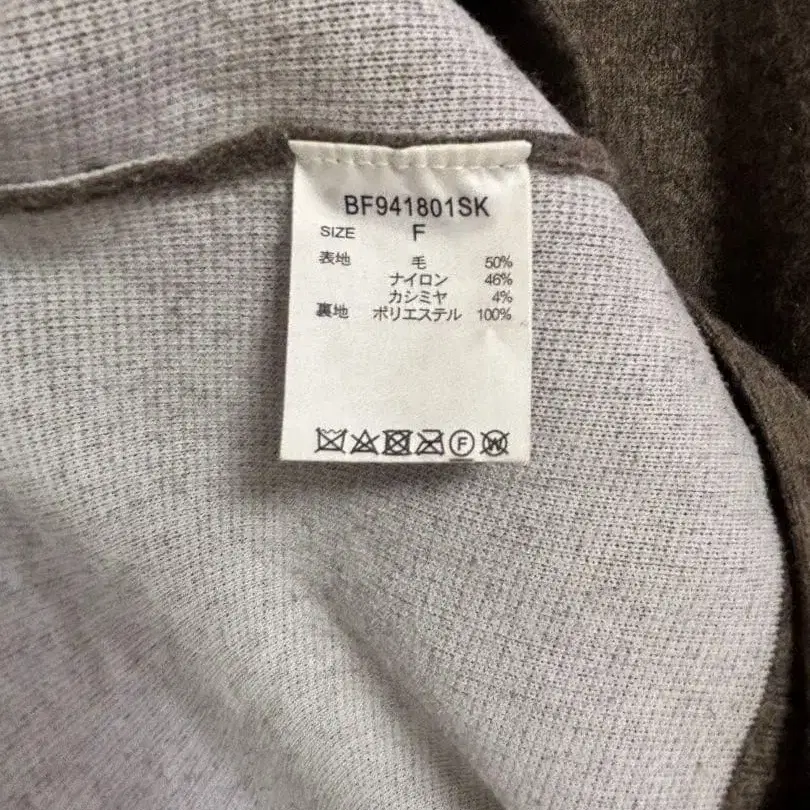 BF941801SK
SIZE F
表地 毛 50%
ナイロン 46%
カシミヤ 4%
裏地 ポリエステル 100%
F W